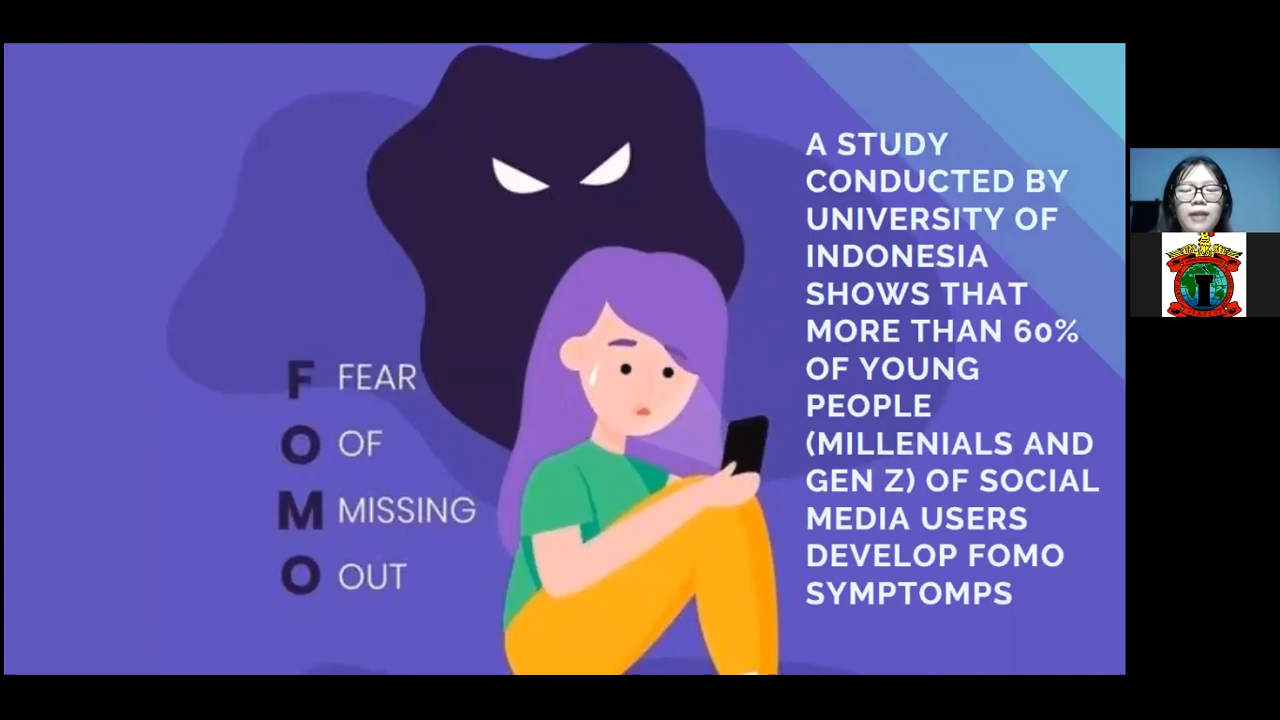 F FEAR
O OF
M MISSING
O OUT
A STUDY
CONDUCTED BY
UNIVERSITY OF
INDONESIA
SHOWS THAT
MORE THAN 60%
OF YOUNG
PEOPLE
(MILLENIALS AND
GEN Z) OF SOCIAL
MEDIA USERS
DEVELOP FOMO
SYMPTOMPS